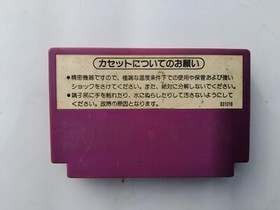 カセットについてのお願い
●精密機器ですので、極端な温度条件下での使用や保管および強い
ショックをさけてください。また、絶対に分解しないでください。
●端子部に手を触れたり、水にぬらしたりして汚さないようにして
ください。故障の原因となります。